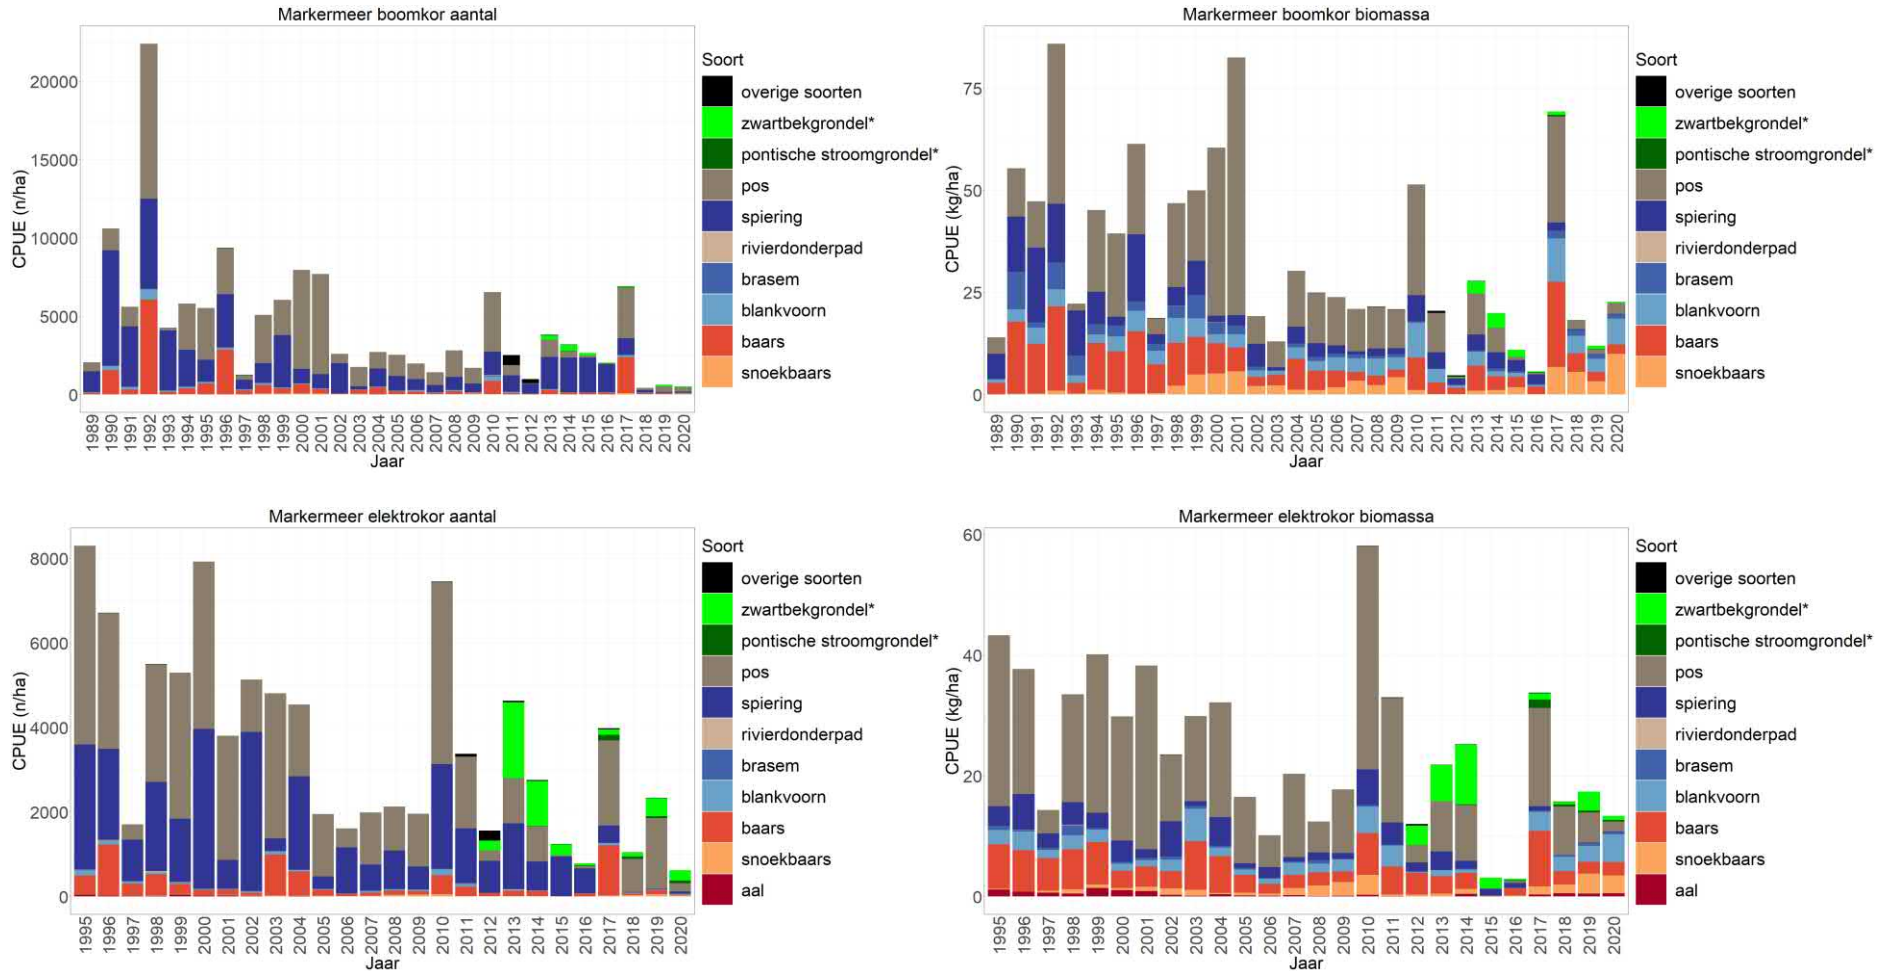 Markermeer boomkor aantal
CPUE (n/ha)
20000
15000
10000
5000
0
1989 1990 1991 1992 1993 1994 1995 1996 1997 1998 1999 2000 2001 2002 2003 2004 2005 2006 2007 2008 2009 2010 2011 2012 2013 2014 2015 2016 2017 2018 2019 2020
Jaar
Soort
overige soorten
zwartbekgrondel*
pontische stroomgrondel*
pos
spiering
rivierdonderpad
brasem
blankvoorn
baars
snoekbaars
Markermeer boomkor biomassa
CPUE (kg/ha)
75
50
25
0
1989 1990 1991 1992 1993 1994 1995 1996 1997 1998 1999 2000 2001 2002 2003 2004 2005 2006 2007 2008 2009 2010 2011 2012 2013 2014 2015 2016 2017 2018 2019 2020
Jaar
Soort
overige soorten
zwartbekgrondel*
pontische stroomgrondel*
pos
spiering
rivierdonderpad
brasem
blankvoorn
baars
snoekbaars
Markermeer elektrokor aantal
CPUE (n/ha)
8000
6000
4000
2000
0
1995 1996 1997 1998 1999 2000 2001 2002 2003 2004 2005 2006 2007 2008 2009 2010 2011 2012 2013 2014 2015 2016 2017 2018 2019 2020
Jaar
Soort
overige soorten
zwartbekgrondel*
pontische stroomgrondel*
pos
spiering
rivierdonderpad
brasem
blankvoorn
baars
snoekbaars
aal
Markermeer elektrokor biomassa
CPUE (kg/ha)
60
40
20
0
1995 1996 1997 1998 1999 2000 2001 2002 2003 2004 2005 2006 2007 2008 2009 2010 2011 2012 2013 2014 2015 2016 2017 2018 2019 2020
Jaar
Soort
overige soorten
zwartbekgrondel*
pontische stroomgrondel*
pos
spiering
rivierdonderpad
brasem
blankvoorn
baars
snoekbaars
aal